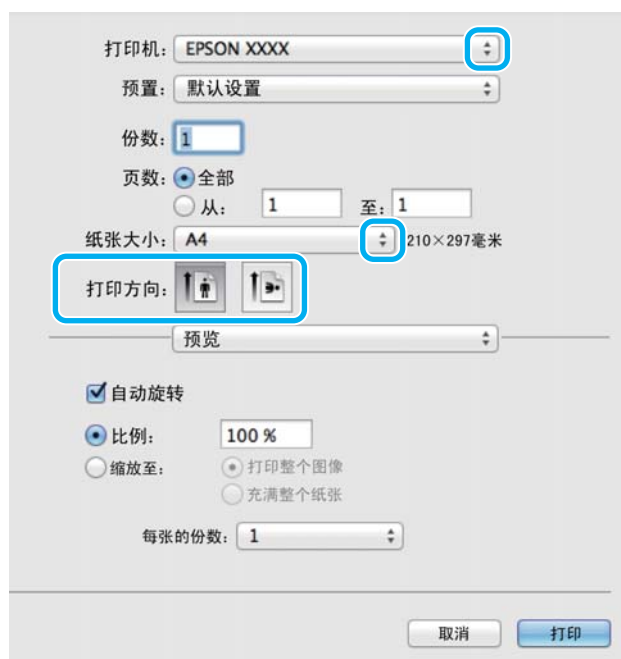 打印机： EPSON XXXX
预置： 默认设置
份数： 1
页数： 全部
从： 1 至： 1
纸张大小： A4 210×297毫米
打印方向：
预览
自动旋转
比例： 100 %
缩放至： 打印整个图像
充满整个纸张
每张的份数： 1
取消 打印